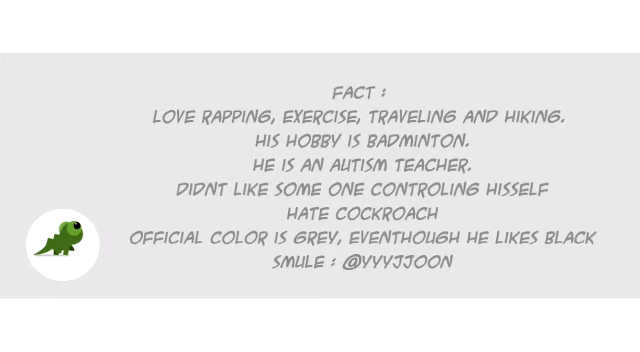 FACT :
LOVE RAPPING, EXERCISE, TRAVELING AND HIKING.
HIS HOBBY IS BADMINTON.
HE IS AN AUTISM TEACHER.
DIDNT LIKE SOME ONE CONTROLING HISSELF
HATE COCKROACH
OFFICIAL COLOR IS GREY, EVENTHOUGH HE LIKES BLACK
SMULE : @YYYJJOON